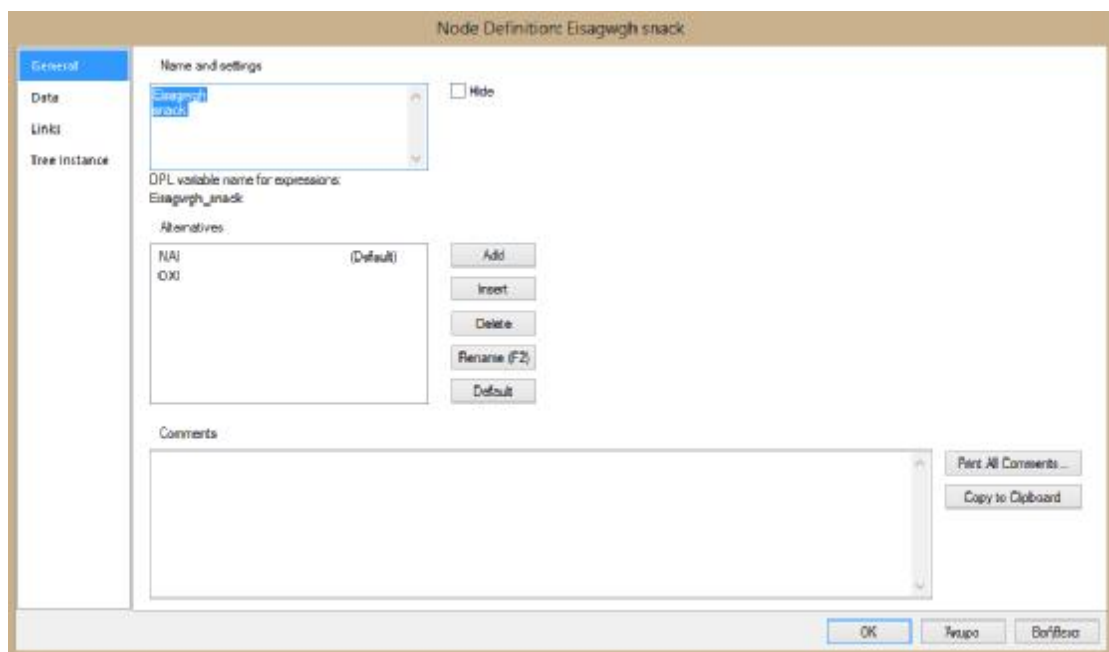 Node Definition: Eisagwgh snack
General
Data
Links
Tree Instance
Name and settings
Eisagwgh
snack
Hide
DPL variable name for expressions:
Eisagwgh_snack
Alternatives
NAI (Default)
OXI
Add
Insert
Delete
Rename (F2)
Default
Comments
Print All Comments...
Copy to Clipboard
OK
Άκυρο
Βοήθεια